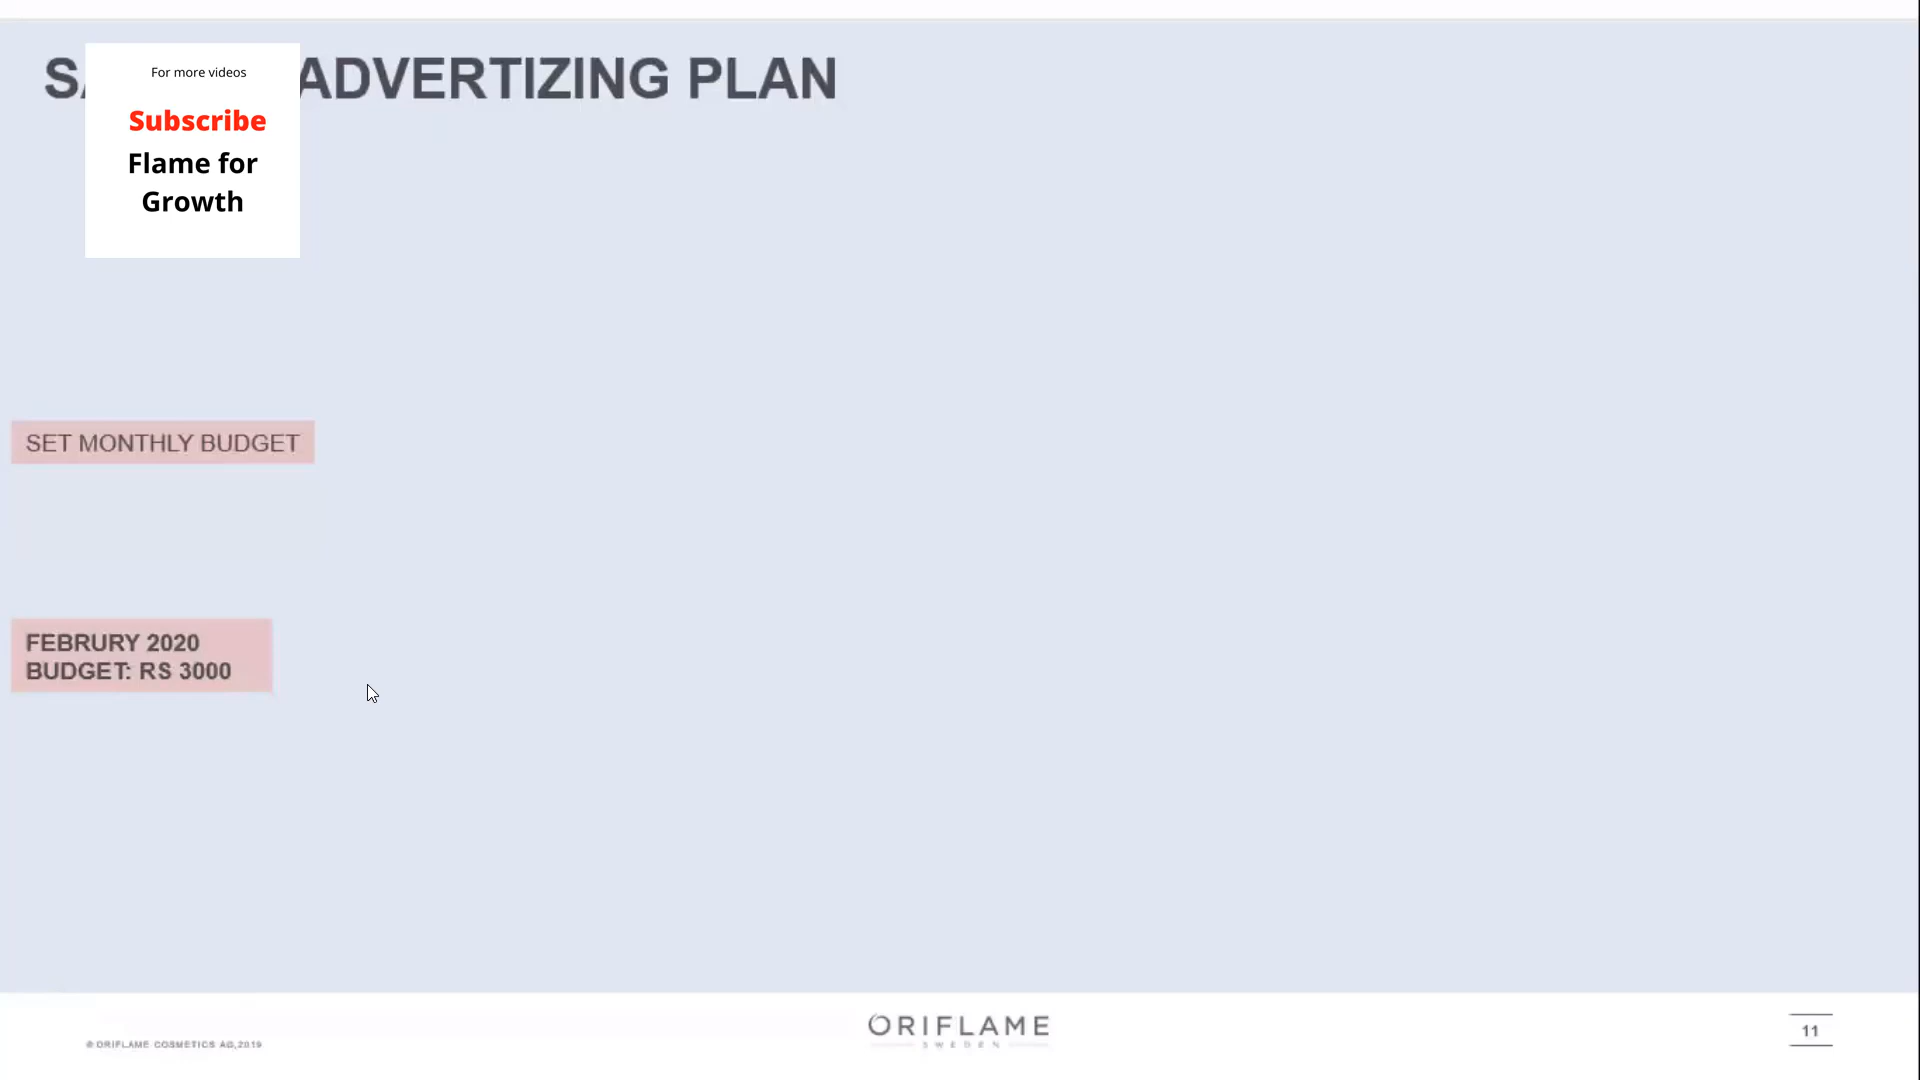 ADVERTIZING PLAN
For more videos
Subscribe
Flame for
Growth
SET MONTHLY BUDGET
FEBRURY 2020
BUDGET: RS 3000
© ORIFLAME COSMETICS AG,2019
ORIFLAME
SWEDEN
11